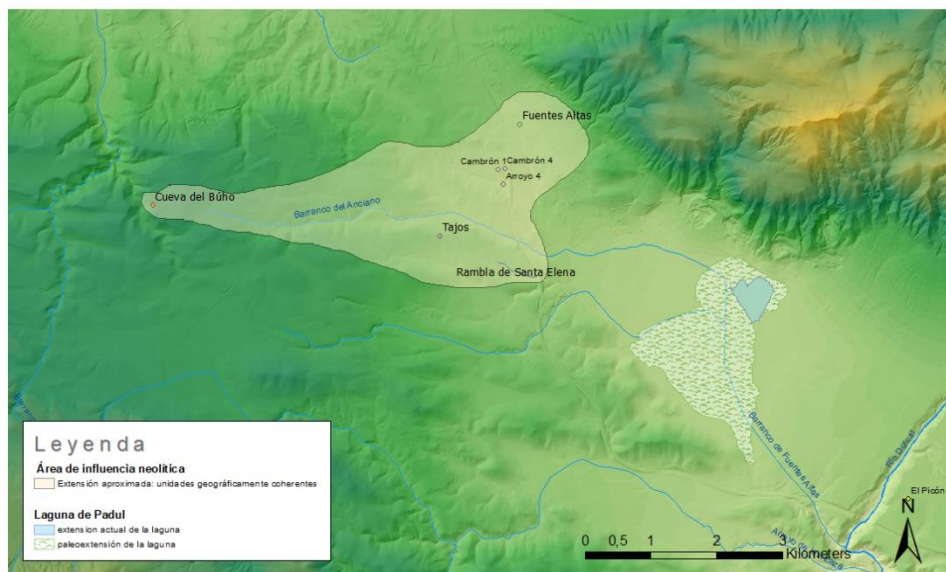 Fuentes Altas
Cambrón 1
Cambrón 4
Arroyo 4
Cueva del Búho
Barranco del Anciano
Tajos
Rambla de Santa Elena
Barranco de Fuentes Altas
Río Dúrcal
El Picón
N
Leyenda
Área de influencia neolítica
Extensión aproximada: unidades geográficamente coherentes
Laguna de Padul
extension actual de la laguna
paleoextensión de la laguna
0 0,5 1 2 3
Kilometers